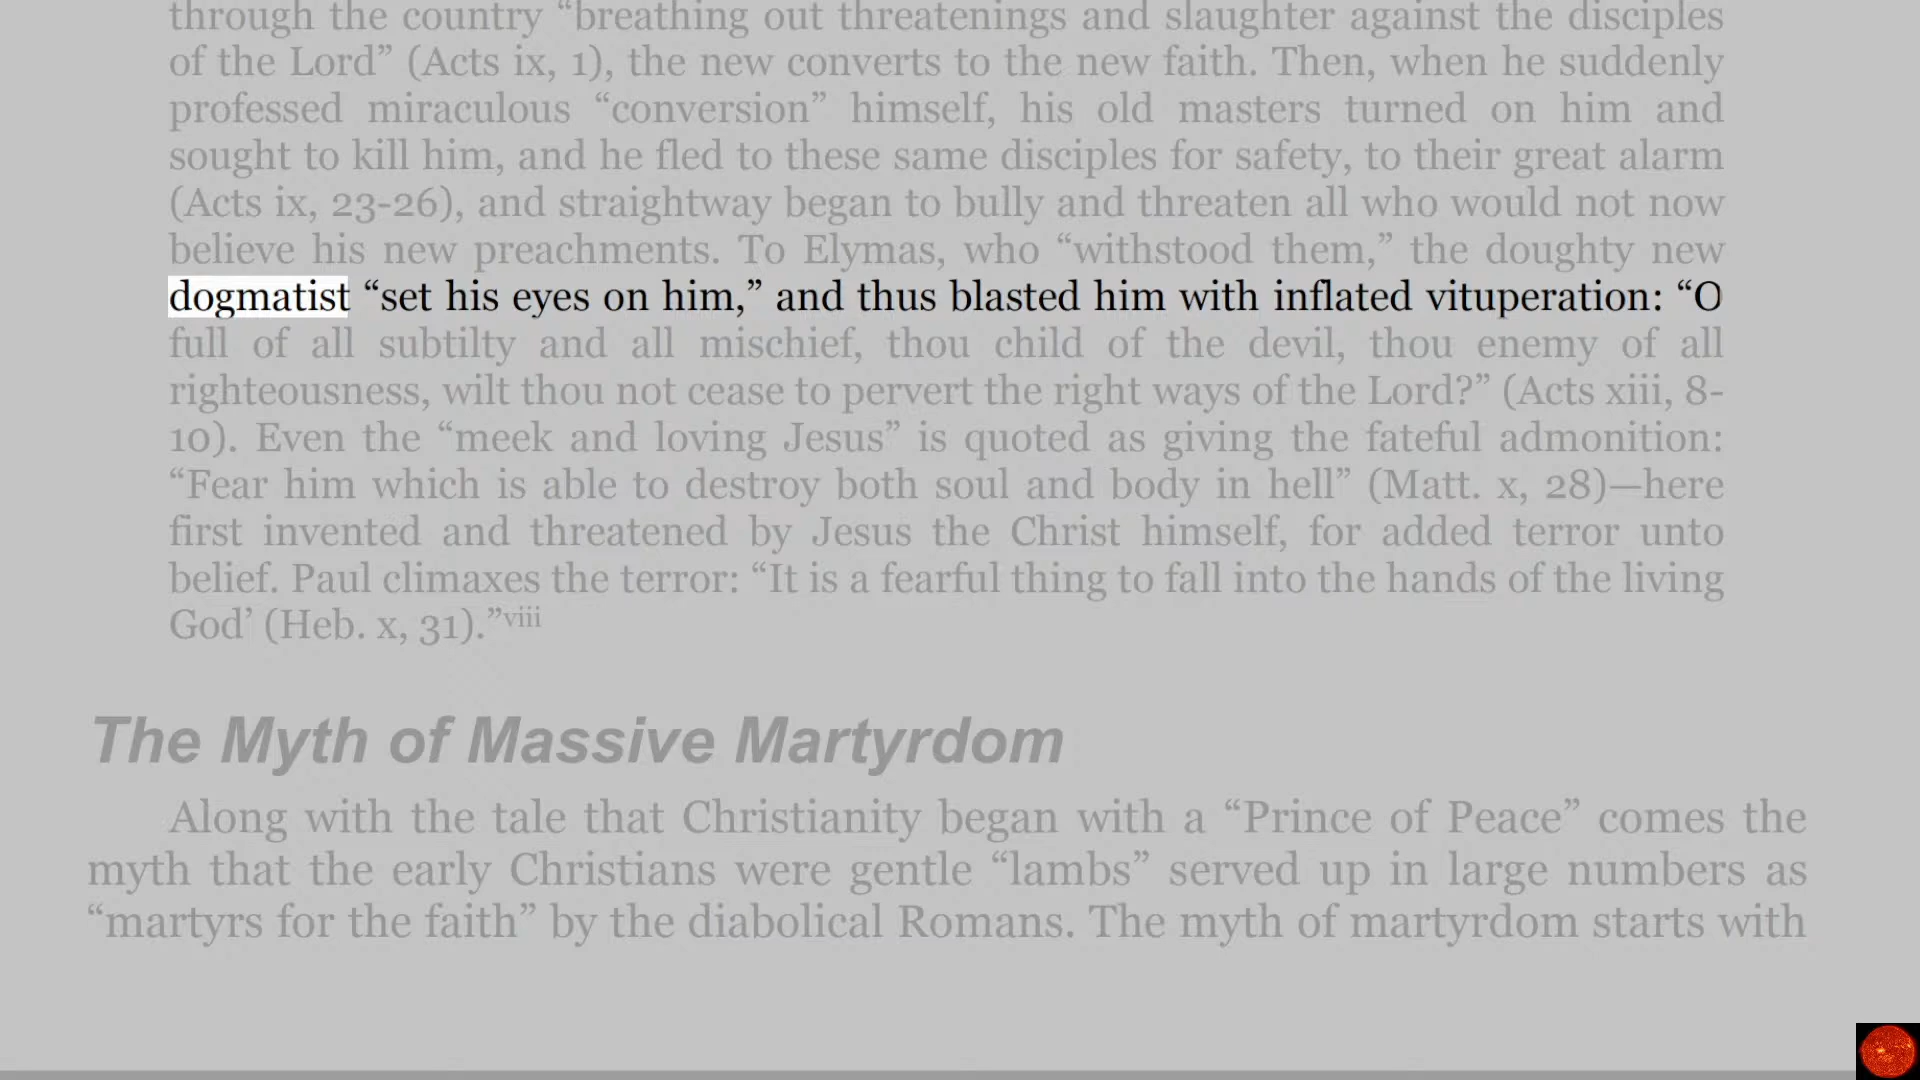 through the country “breathing out threatenings and slaughter against the disciples
of the Lord” (Acts ix, 1), the new converts to the new faith. Then, when he suddenly
professed miraculous “conversion” himself, his old masters turned on him and
sought to kill him, and he fled to these same disciples for safety, to their great alarm
(Acts ix, 23-26), and straightway began to bully and threaten all who would not now
believe his new preachments. To Elymas, who “withstood them,” the doughty new
dogmatist “set his eyes on him,” and thus blasted him with inflated vituperation: “O
full of all subtilty and all mischief, thou child of the devil, thou enemy of all
righteousness, wilt thou not cease to pervert the right ways of the Lord?” (Acts xiii, 8-
10). Even the “meek and loving Jesus” is quoted as giving the fateful admonition:
“Fear him which is able to destroy both soul and body in hell” (Matt. x, 28)—here
first invented and threatened by Jesus the Christ himself, for added terror unto
belief. Paul climaxes the terror: “It is a fearful thing to fall into the hands of the living
God’ (Heb. x, 31).”viii
The Myth of Massive Martyrdom
Along with the tale that Christianity began with a “Prince of Peace” comes the
myth that the early Christians were gentle “lambs” served up in large numbers as
“martyrs for the faith” by the diabolical Romans. The myth of martyrdom starts with